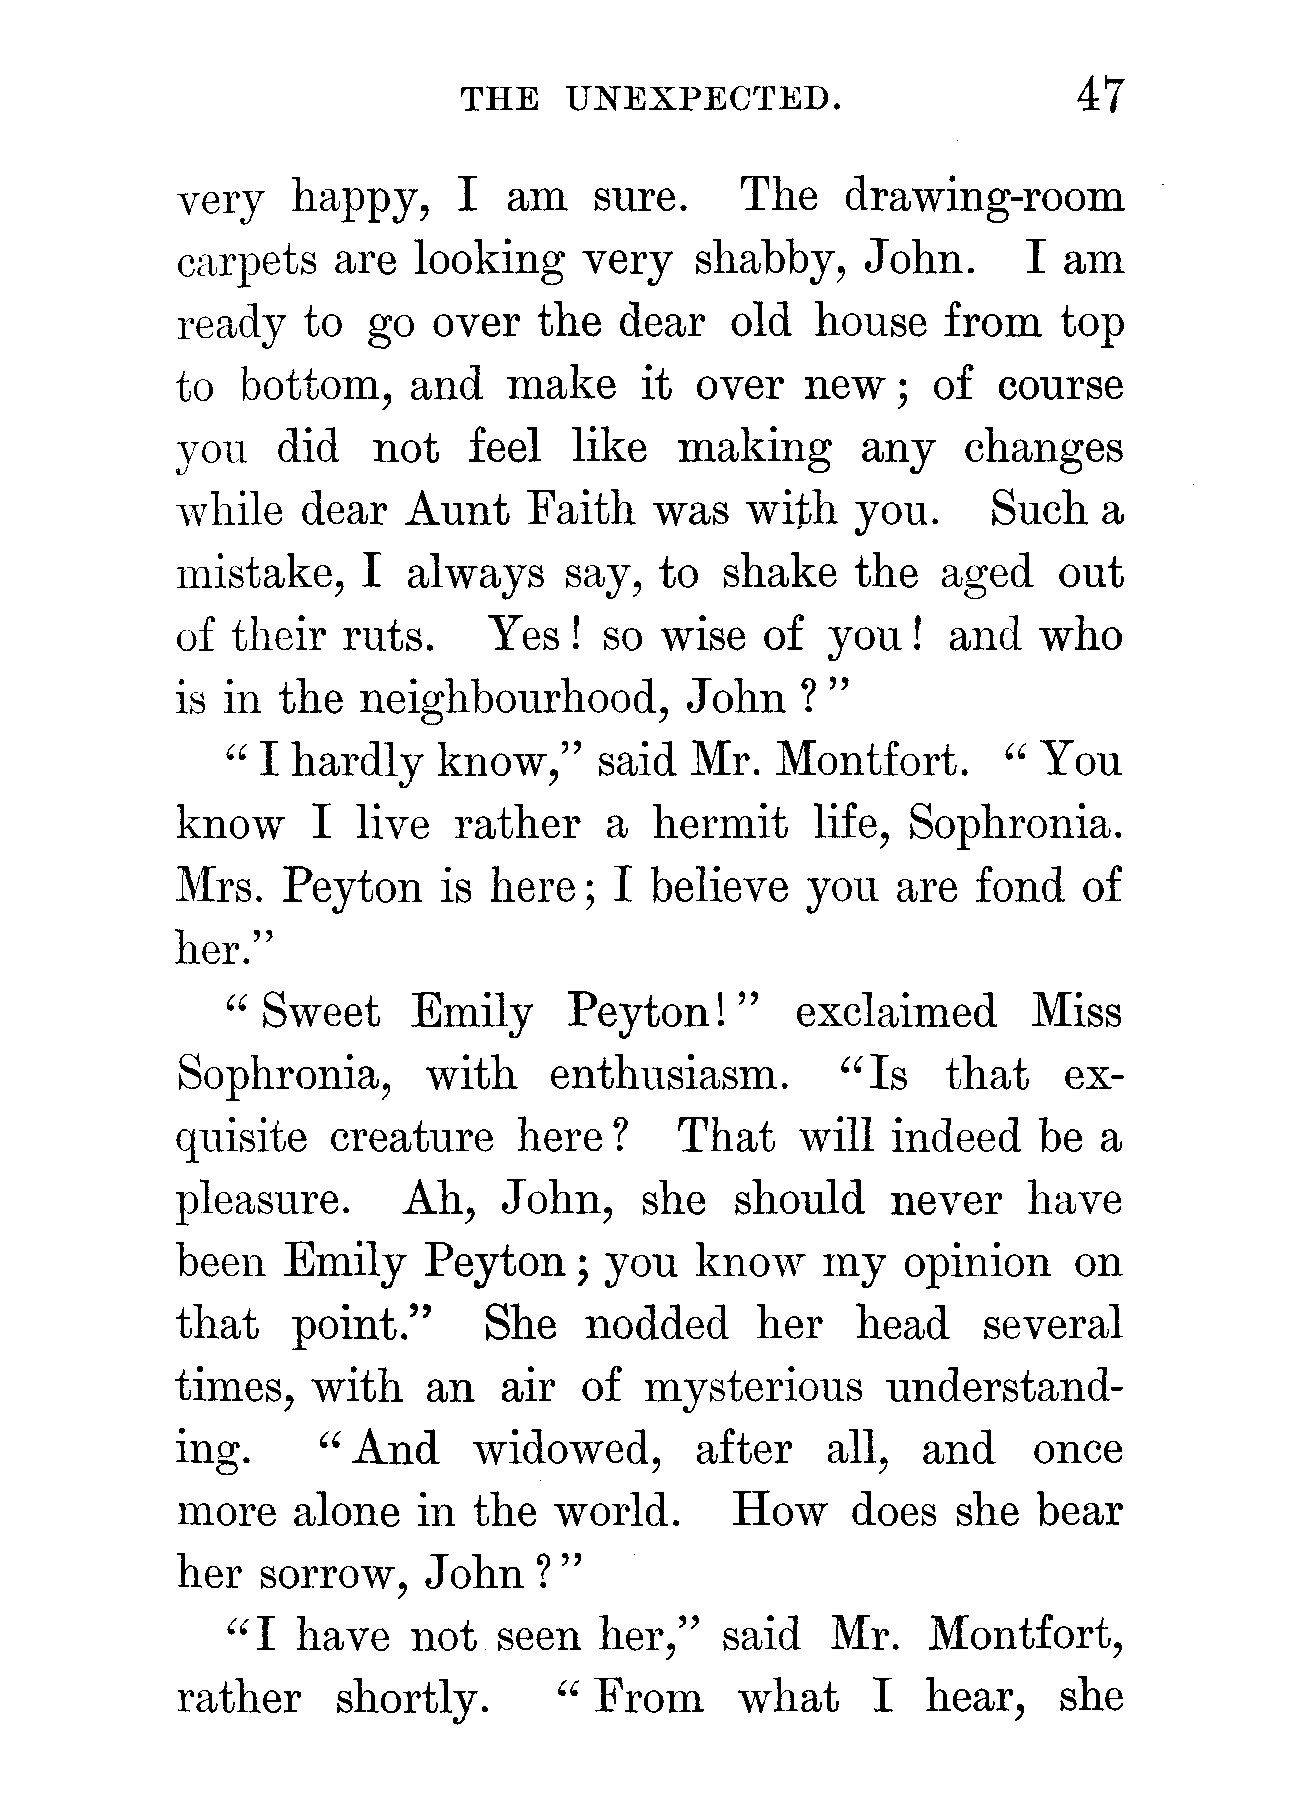 THE UNEXPECTED. 47
very happy, I am sure. The drawing-room
carpets are looking very shabby, John. I am
ready to go over the dear old house from top
to bottom, and make it over new; of course
you did not feel like making any changes
while dear Aunt Faith was with you. Such a
mistake, I always say, to shake the aged out
of their ruts. Yes! so wise of you! and who
is in the neighbourhood, John?"
"I hardly know," said Mr. Montfort. "You
know I live rather a hermit life, Sophronia.
Mrs. Peyton is here; I believe you are fond of
her."
"Sweet Emily Peyton!" exclaimed Miss
Sophronia, with enthusiasm. "Is that ex-
quisite creature here? That will indeed be a
pleasure. Ah, John, she should never have
been Emily Peyton; you know my opinion on
that point." She nodded her head several
times, with an air of mysterious understand-
ing. "And widowed, after all, and once
more alone in the world. How does she bear
her sorrow, John?"
"I have not seen her," said Mr. Montfort,
rather shortly. "From what I hear, she